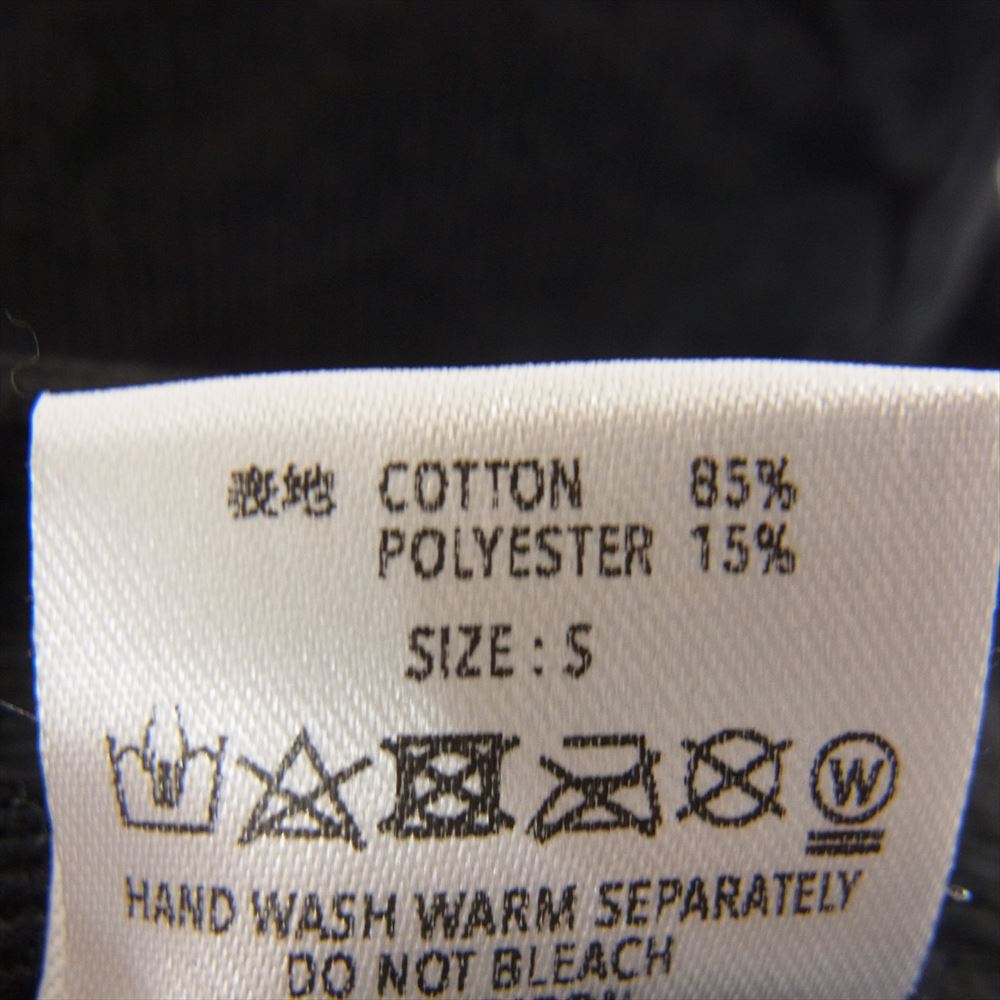 表地 COTTON 85%
POLYESTER 15%
SIZE : S
W
HAND WASH WARM SEPARATELY
DO NOT BLEACH